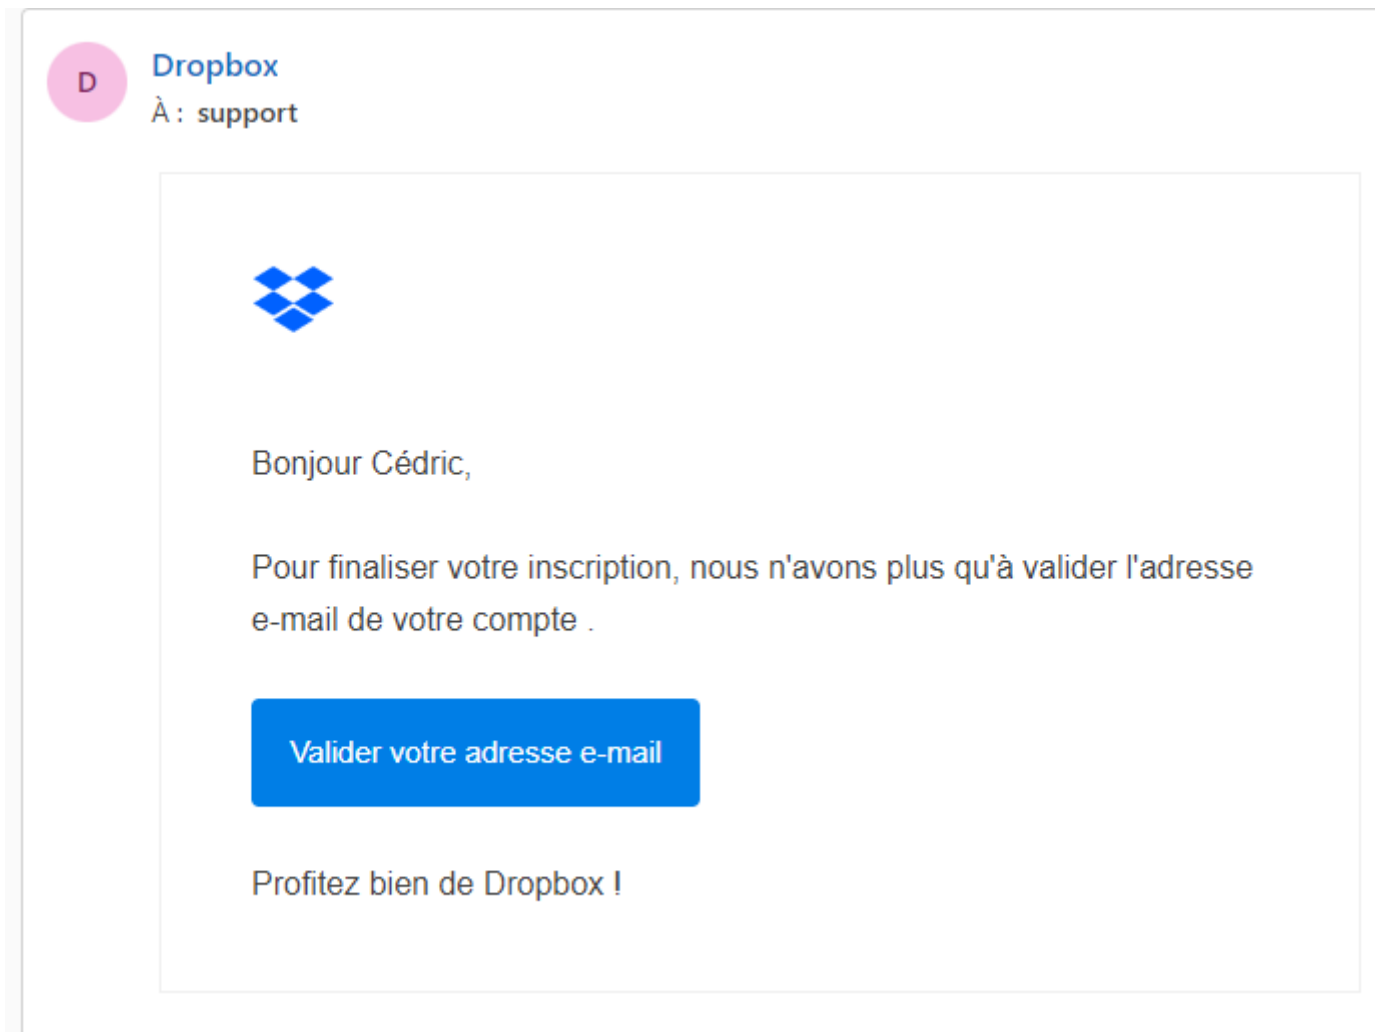 D
Dropbox
À : support
Bonjour Cédric,
Pour finaliser votre inscription, nous n'avons plus qu'à valider l'adresse
e-mail de votre compte .
Valider votre adresse e-mail
Profitez bien de Dropbox !